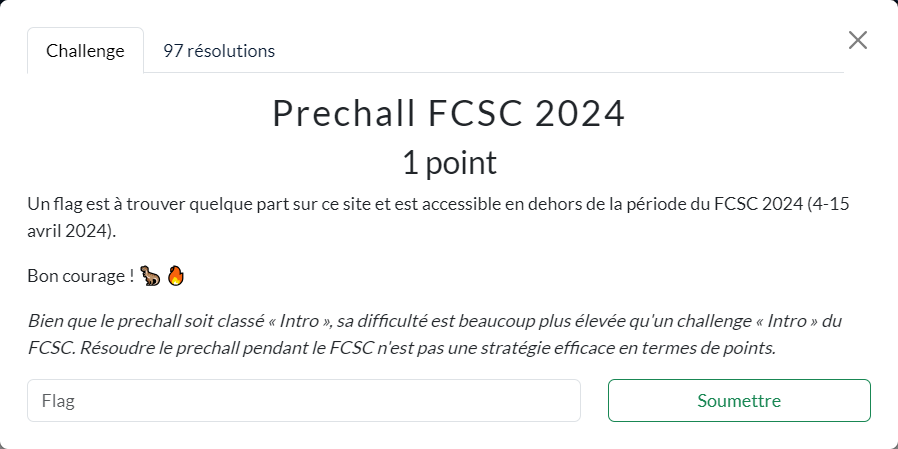 Challenge
97 résolutions
Prechall FCSC 2024
1 point
Un flag est à trouver quelque part sur ce site et est accessible en dehors de la période du FCSC 2024 (4-15
avril 2024).
Bon courage ! 🦖 🔥
Bien que le prechall soit classé « Intro », sa difficulté est beaucoup plus élevée qu'un challenge « Intro » du
FCSC. Résoudre le prechall pendant le FCSC n'est pas une stratégie efficace en termes de points.
Flag
Soumettre